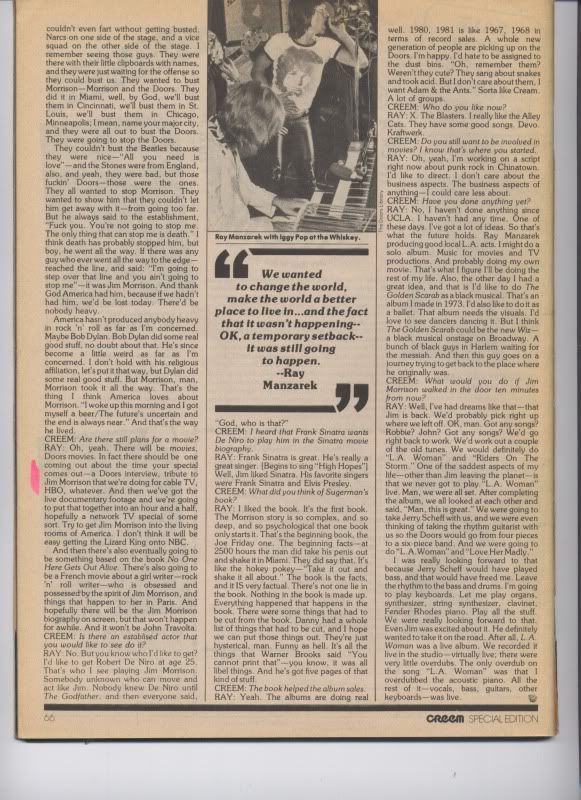 couldn't even fart without getting busted.
Narcs on one side of the stage, and a vice
squad on the other side of the stage. I
remember seeing those guys. They were
there with their little clipboards with names,
and they were just waiting for the offense so
they could bust us. They wanted to bust
Morrison—Morrison and the Doors. They
did it in Miami, well, by God, we'll bust
them in Cincinnati, we'll bust them in St.
Louis, we'll bust them in Chicago,
Minneapolis; I mean, name your major city,
and they were all out to bust the Doors.
They were going to stop the Doors.
They couldn't bust the Beatles because
they were nice—"All you need is
love"—and the Stones were from England,
also, and yeah, they were bad, but those
fuckin' Doors—those were the ones.
They all wanted to stop Morrison. They
wanted to show him that they couldn't let
him get away with it—from going too far.
But he always said to the establishment,
"Fuck you. You're not going to stop me.
The only thing that can stop me is death." I
think death has probably stopped him, but
boy, he went all the way. If there was any
guy who ever went all the way to the edge—
reached the line, and said: "I'm going to
step over that line and you ain't going to
stop me"—it was Jim Morrison. And thank
God America had him, because if we hadn't
had him, we'd be lost today. There'd be
nobody heavy.
America hasn't produced anybody heavy
in rock 'n' roll as far as I'm concerned.
Maybe Bob Dylan. Bob Dylan did some real
good stuff, no doubt about that. He's since
become a little weird as far as I'm
concerned. I don't hold with his religious
affiliation, let's put it that way, but Dylan did
some real good stuff. But Morrison, man,
Morrison took it all the way. That's the
thing I think America loves about
Morrison. "I woke up this morning and I got
myself a beer/The future's uncertain and
the end is always near." And that's the way
he lived.
CREEM: Are there still plans for a movie?
RAY: Oh, yeah. There will be movies,
Doors movies. In fact there should be one
coming out about the time your special
comes out—a Doors interview, tribute to
Jim Morrison that we're doing for cable TV,
HBO, whatever. And then we've got the
live documentary footage and we're going
to put that together into an hour and a half,
hopefully a network TV special of some
sort. Try to get Jim Morrison into the living
rooms of America. I don't think it will be
easy getting the Lizard King onto NBC.
And then there's also eventually going to
be something based on the book No One
Here Gets Out Alive. There's also going to
be a French movie about a girl writer—rock
'n' roll writer—who is obsessed and
possessed by the spirit of Jim Morrison, and
things that happen to her in Paris. And
hopefully there will be the Jim Morrison
biography on screen, but that won't happen
for awhile. And it won't be John Travolta.
CREEM: Is there an establised actor that
you would like to see do it?
RAY: No. But you know who I'd like to get?
I'd like to get Robert De Niro at age 25.
That's who I see playing Jim Morrison.
Somebody unknown who can move and
act like Jim. Nobody knew De Niro until
The Godfather, and then everyone said,
Ray Manzarek with Iggy Pop at the Whiskey.
"We wanted
to change the world,
make the world a better
place to live in...and the fact
that it wasn't happening--
OK, a temporary setback--
it was still going
to happen.
--Ray
Manzarek"
"God, who is that?"
CREEM: I heard that Frank Sinatra wants
De Niro to play him in the Sinatra movie
biography.
RAY: Frank Sinatra is great. He's really a
great singer. [Begins to sing "High Hopes"]
Well, Jim liked Sinatra. His favorite singers
were Frank Sinatra and Elvis Presley.
CREEM: What did you think of Sugerman's
book?
RAY: I liked the book. It's the first book.
The Morrison story is so complex, and so
deep, and so psychological that one book
only starts it. That's the beginning book, the
Joe Friday one. The beginning facts—at
2500 hours the man did take his penis out
and shake it in Miami. They did say that. It's
like the hokey pokey—"Take it out and
shake it all about." The book is the facts,
and it IS very factual. There's not one lie in
the book. Nothing in the book is made up.
Everything that happened happens in the
book. There were some things that had to
be cut from the book. Danny had a whole
list of things that had to be cut, and I hope
we can put those things out. They're just
hysterical, man. Funny as hell. It's all the
things that Warner Brooks said "You
cannot print that"—you know, it was all
libel things. And he's got five pages of that
kind of stuff.
CREEM: The book helped the album sales.
RAY: Yeah. The albums are doing real
well. 1980, 1981 is like 1967, 1968 in
terms of record sales. A whole new
generation of people are picking up on the
Doors. I'm happy. I'd hate to be assigned to
the dust bins. "Oh, remember them?
Weren't they cute? They sang about snakes
and took acid. But I don't care about them, I
want Adam & the Ants." Sorta like Cream.
A lot of groups.
CREEM: Who do you like now?
RAY: X. The Blasters. I really like the Alley
Cats. They have some good songs. Devo.
Kraftwerk.
CREEM: Do you still want to be involved in
movies? I know that's where you started.
RAY: Oh, yeah, I'm working on a script
right now about punk rock in Chinatown.
I'd like to direct. I don't care about the
business aspects. The business aspects of
anything—I could care less about.
CREEM: Have you done anything yet?
RAY: No, I haven't done anything since
UCLA. I haven't had any time. One of
these days. I've got a lot of ideas. So that's
what the future holds. Ray Manzarek
producing good local L.A. acts. I might do a
solo album. Music for movies and TV
productions. And probably doing my own
movie. That's what I figure I'll be doing the
rest of my life. Also, the other day I had a
great idea, and that is I'd like to do The
Golden Scarab as a black musical. That's an
album I made in 1973. I'd also like to do it as
a ballet. That album needs the visuals. I'd
love to see dancers dancing it. But I think
The Golden Scarab could be the new Wiz—
a black musical onstage on Broadway. A
bunch of black guys in Harlem waiting for
the messiah. And then this guy goes on a
journey trying to get back to the place where
he originally was.
CREEM: What would you do if Jim
Morrison walked in the door ten minutes
from now?
RAY: Well, I've had dreams like that—that
Jim is back. We'd probably pick right up
where we left off. OK, man. Got any songs?
Robbie? John? Got any songs? We'd go
right back to work. We'd work out a couple
of the old tunes. We would definitely do
"L.A. Woman" and "Riders On The
Storm." One of the saddest aspects of my
life—other than Jim leaving the planet—is
that we never got to play "L.A. Woman"
live. Man, we were all set. After completing
the album, we all looked at each other and
said, "Man, this is great." We were going to
take Jerry Scheff with us, and we were even
thinking of taking the rhythm guitarist with
us so the Doors would go from four pieces
to a six piece band. And we were going to
do "L.A. Woman" and "Love Her Madly."
I was really looking forward to that
because Jerry Scheff would have played
bass, and that would have freed me. Leave
the rhythm to the bass and drums. I'm going
to play keyboards. Let me play organs,
synthesizer, string synthesizer, clavinet,
Fender Rhodes piano. Play all the stuff.
We were really looking forward to that.
Even Jim was excited about it. He definitely
wanted to take it on the road. After all, L.A.
Woman was a live album. We recorded it
live in the studio—virtually live; there were
very little overdubs. The only overdub on
the song "L.A. Woman" was that I
overdubbed the acoustic piano. All the
rest of it—vocals, bass, guitars, other
keyboards—was live.
66
CREEM SPECIAL EDITION